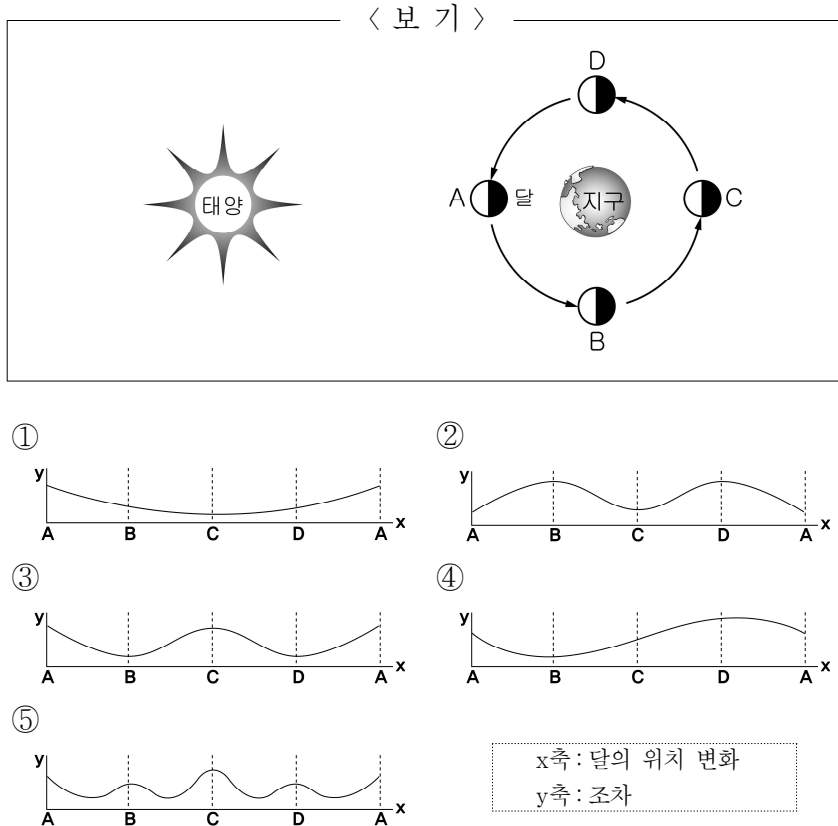 〈 보 기 〉
D
태양
A 달 지구 C
B
① ②
y y
A B C D A x A B C D A x
③ ④
y y
A B C D A x A B C D A x
⑤
y
A B C D A x
x축 : 달의 위치 변화
y축 : 조차